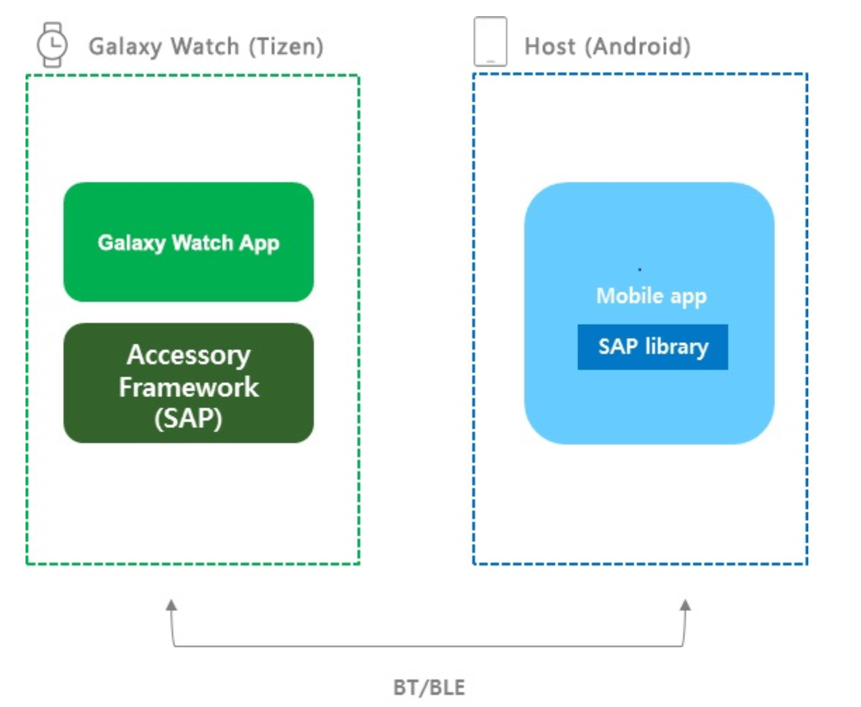 Galaxy Watch (Tizen)
Host (Android)
Galaxy Watch App
Accessory
Framework
(SAP)
.
Mobile app
SAP library
BT/BLE